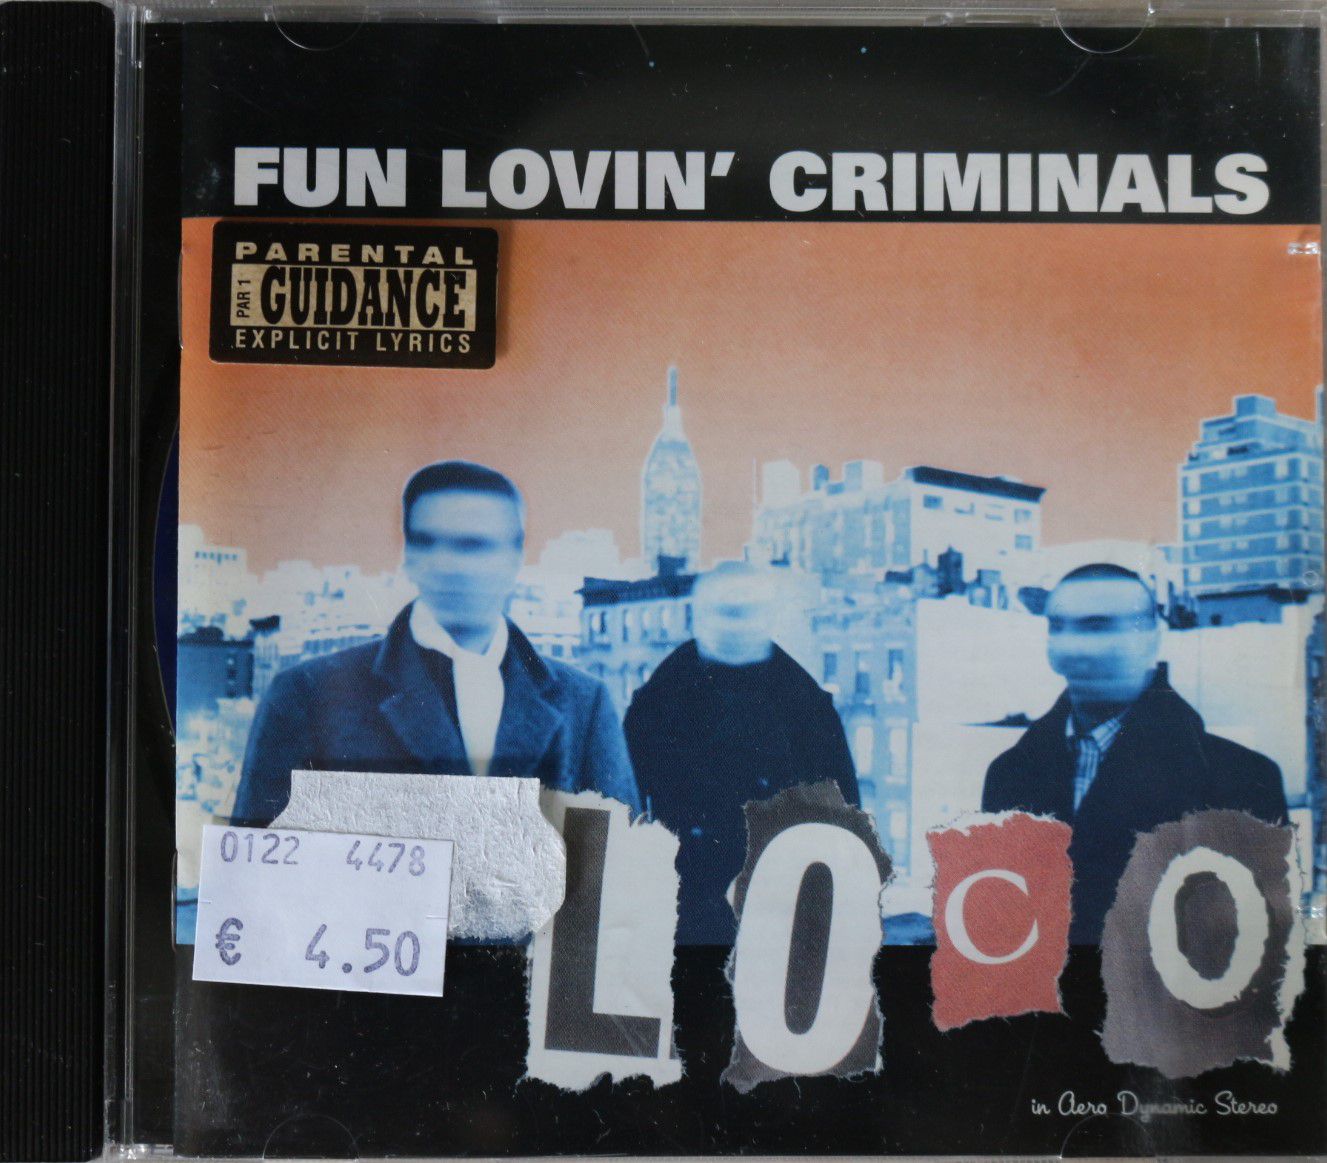 FUN LOVIN' CRIMINALS
PARENTAL
PAR 1
GUIDANCE
EXPLICIT LYRICS
0122 4478
€ 4.50
LOCO
in Aero Dynamic Stereo